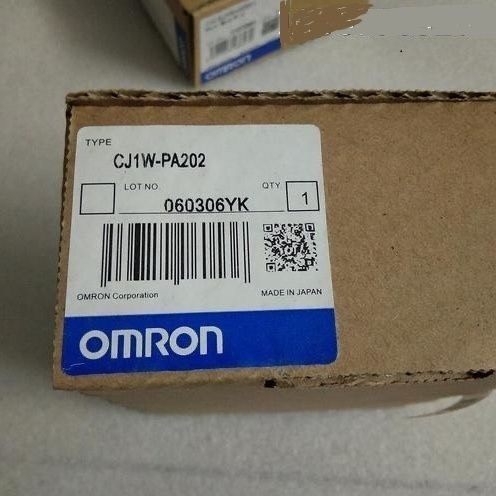 OMRON
TYPE
CJ1W-PA202
LOT NO QTY
060306YK 1
OMRON Corporation MADE IN JAPAN
OMRON